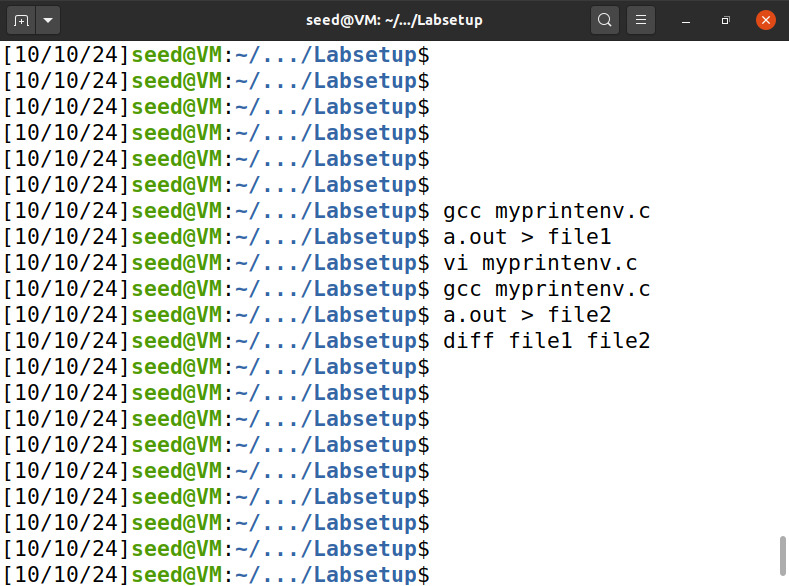 seed@VM: ~/.../Labsetup
[10/10/24]seed@VM:~/.../Labsetup$
[10/10/24]seed@VM:~/.../Labsetup$
[10/10/24]seed@VM:~/.../Labsetup$
[10/10/24]seed@VM:~/.../Labsetup$
[10/10/24]seed@VM:~/.../Labsetup$
[10/10/24]seed@VM:~/.../Labsetup$
[10/10/24]seed@VM:~/.../Labsetup$ gcc myprintenv.c
[10/10/24]seed@VM:~/.../Labsetup$ a.out > file1
[10/10/24]seed@VM:~/.../Labsetup$ vi myprintenv.c
[10/10/24]seed@VM:~/.../Labsetup$ gcc myprintenv.c
[10/10/24]seed@VM:~/.../Labsetup$ a.out > file2
[10/10/24]seed@VM:~/.../Labsetup$ diff file1 file2
[10/10/24]seed@VM:~/.../Labsetup$
[10/10/24]seed@VM:~/.../Labsetup$
[10/10/24]seed@VM:~/.../Labsetup$
[10/10/24]seed@VM:~/.../Labsetup$
[10/10/24]seed@VM:~/.../Labsetup$
[10/10/24]seed@VM:~/.../Labsetup$
[10/10/24]seed@VM:~/.../Labsetup$
[10/10/24]seed@VM:~/.../Labsetup$
[10/10/24]seed@VM:~/.../Labsetup$